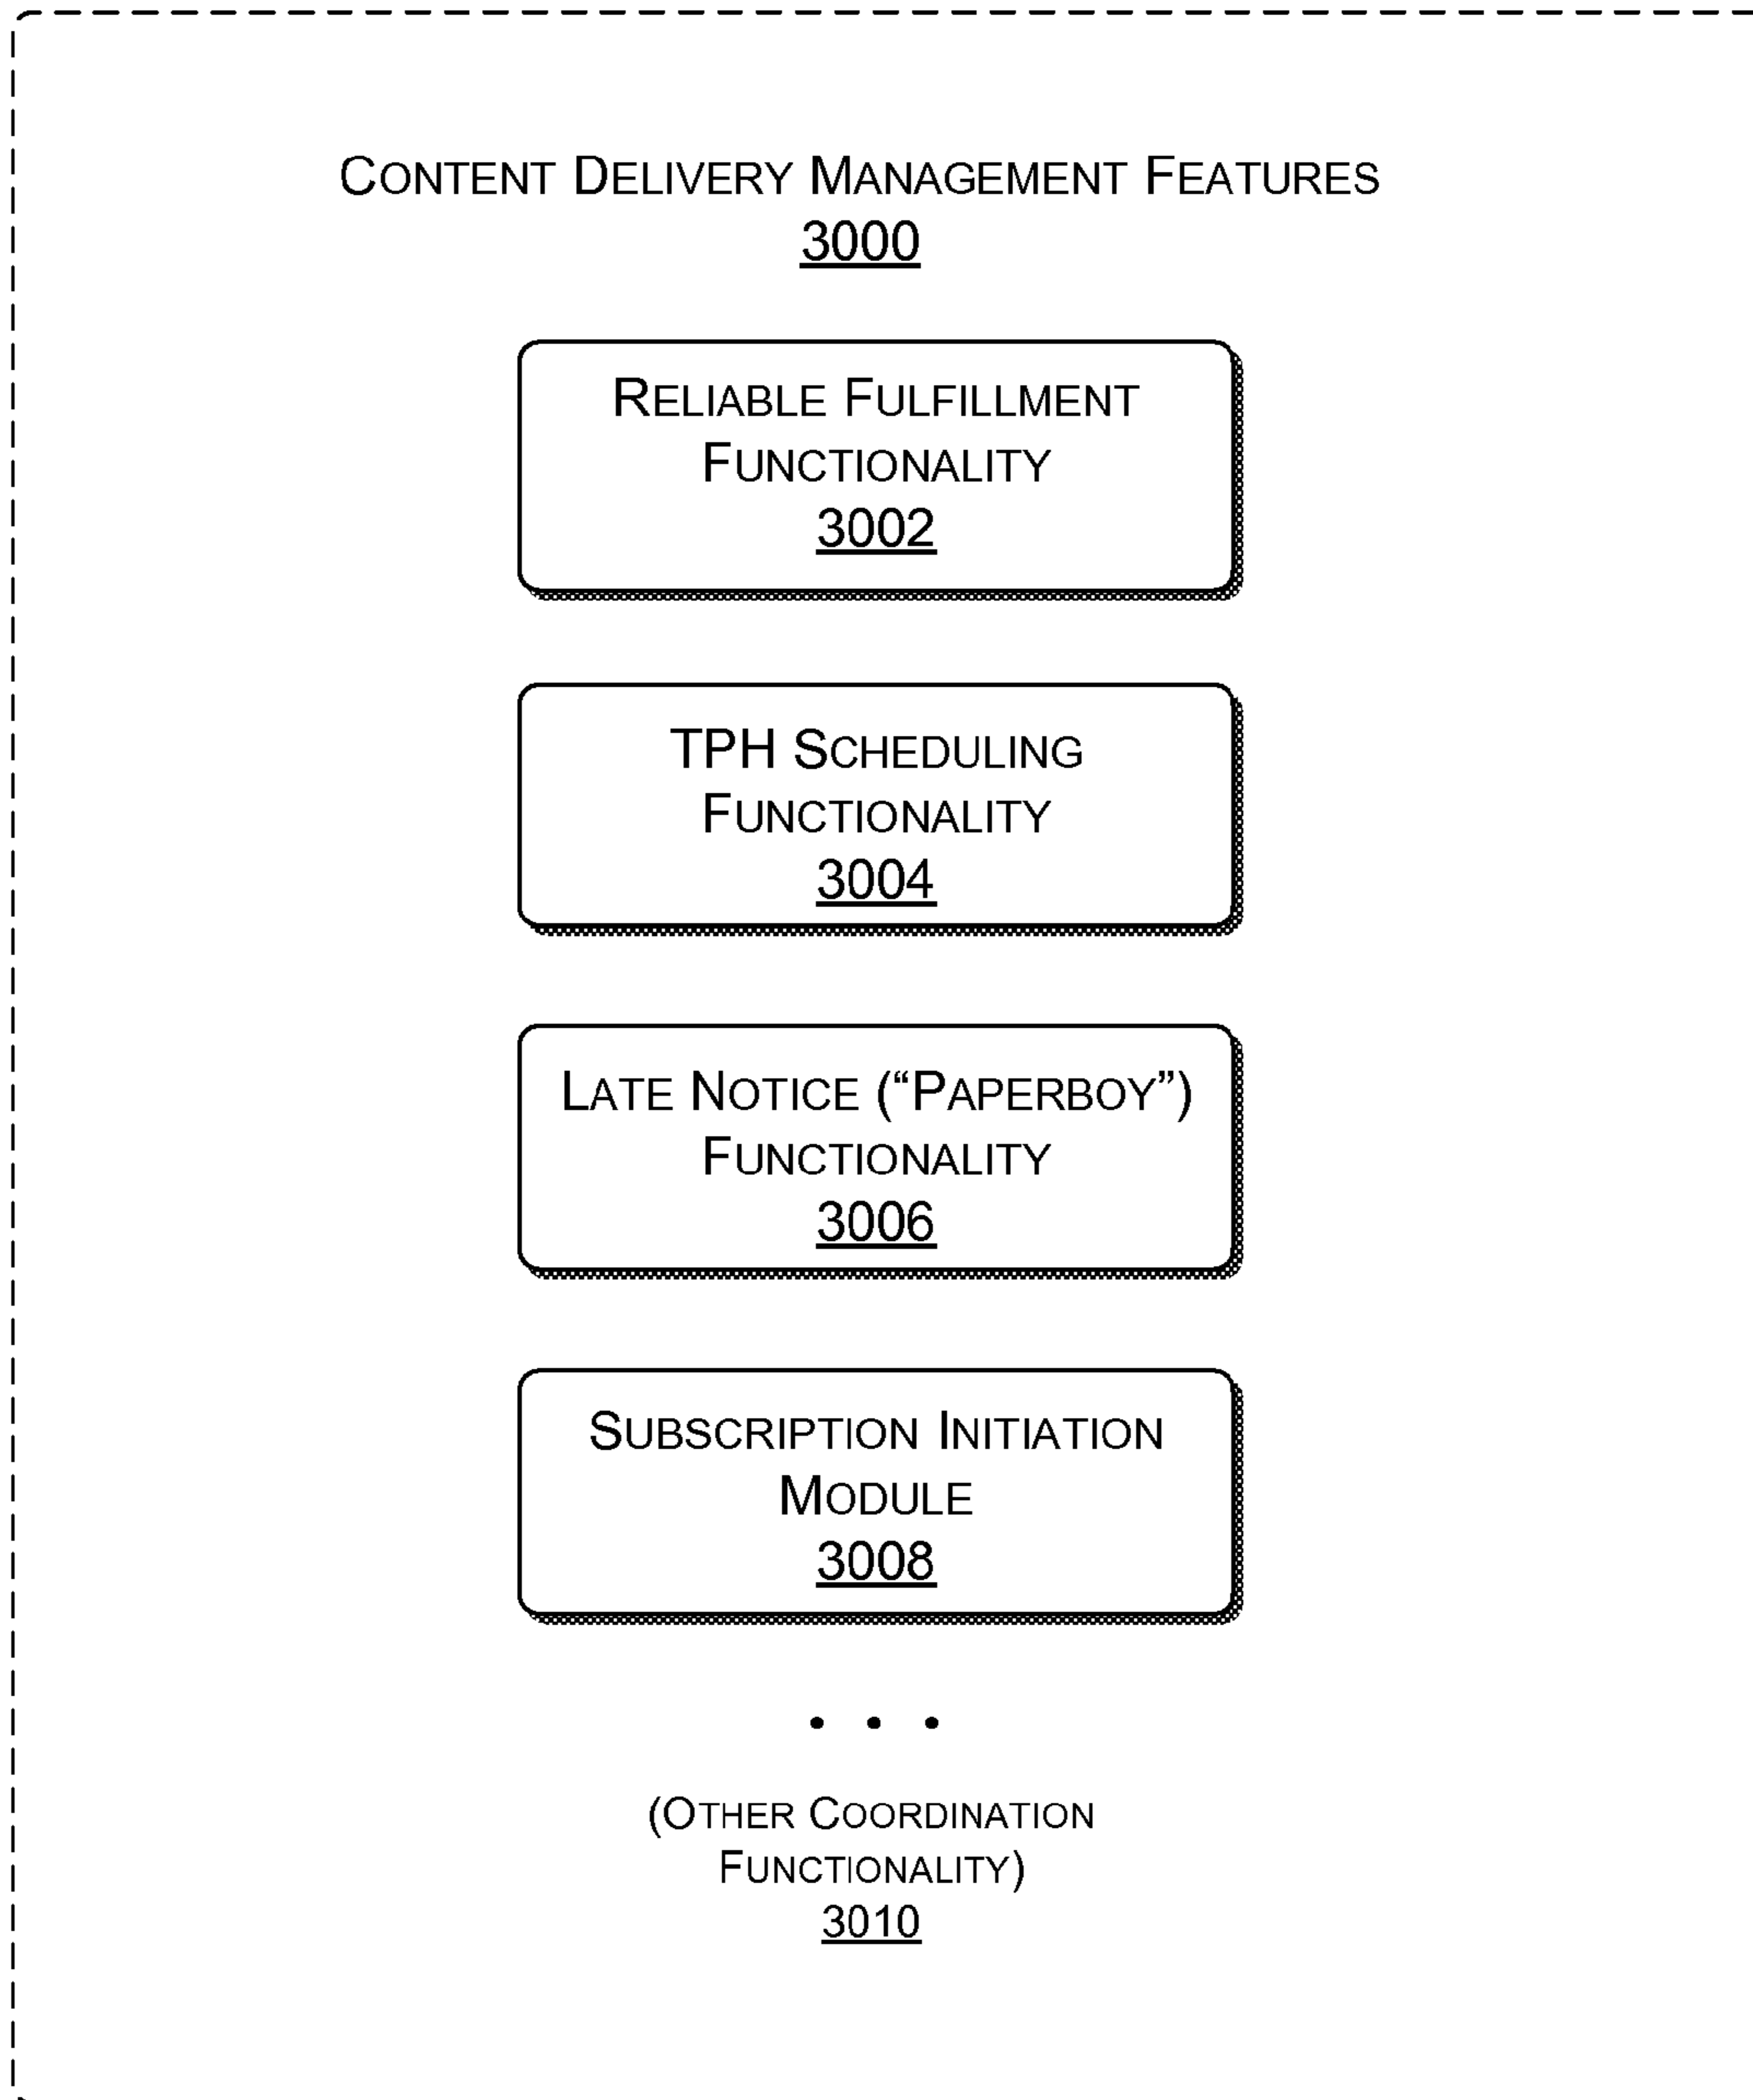 CONTENT DELIVERY MANAGEMENT FEATURES
3000
RELIABLE FULFILLMENT
FUNCTIONALITY
3002
TPH SCHEDULING
FUNCTIONALITY
3004
LATE NOTICE (“PAPERBOY”)
FUNCTIONALITY
3006
SUBSCRIPTION INITIATION
MODULE
3008
. . .
(OTHER COORDINATION
FUNCTIONALITY)
3010